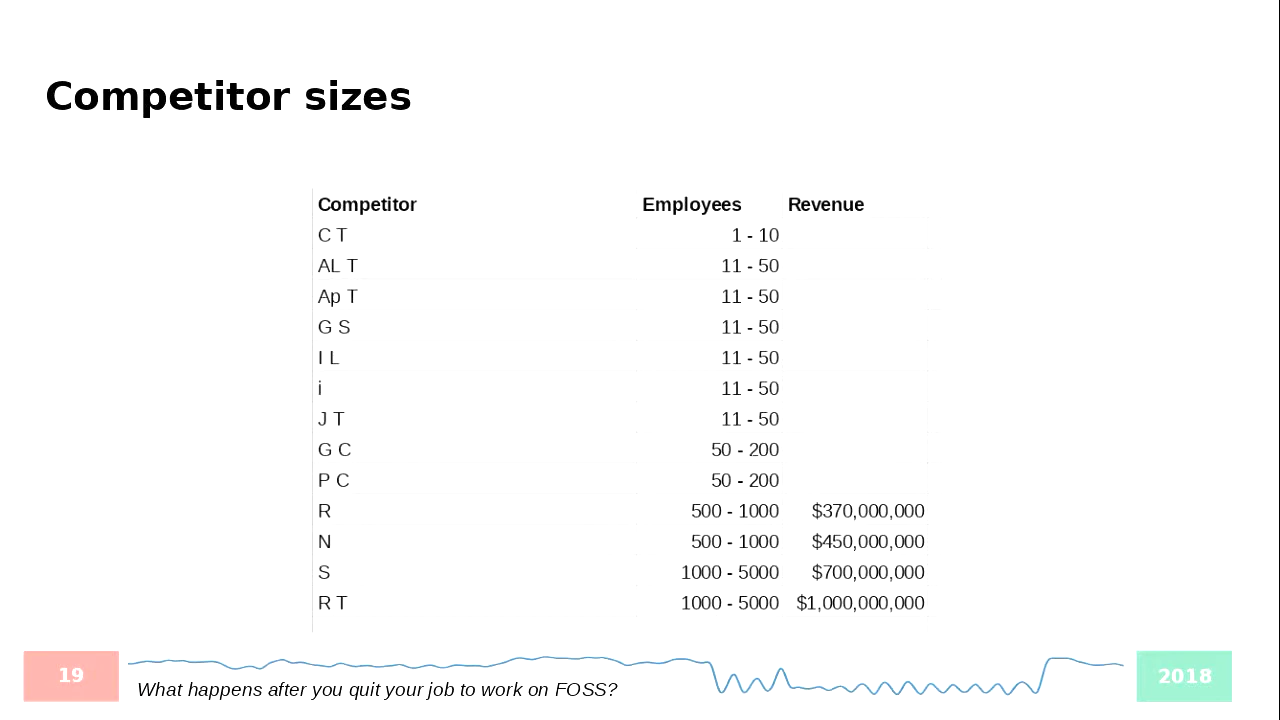 Competitor sizes
Competitor Employees Revenue
C T 1 - 10
AL T 11 - 50
Ap T 11 - 50
G S 11 - 50
I L 11 - 50
i 11 - 50
J T 11 - 50
G C 50 - 200
P C 50 - 200
R 500 - 1000 $370,000,000
N 500 - 1000 $450,000,000
S 1000 - 5000 $700,000,000
R T 1000 - 5000 $1,000,000,000
19
What happens after you quit your job to work on FOSS?
2018